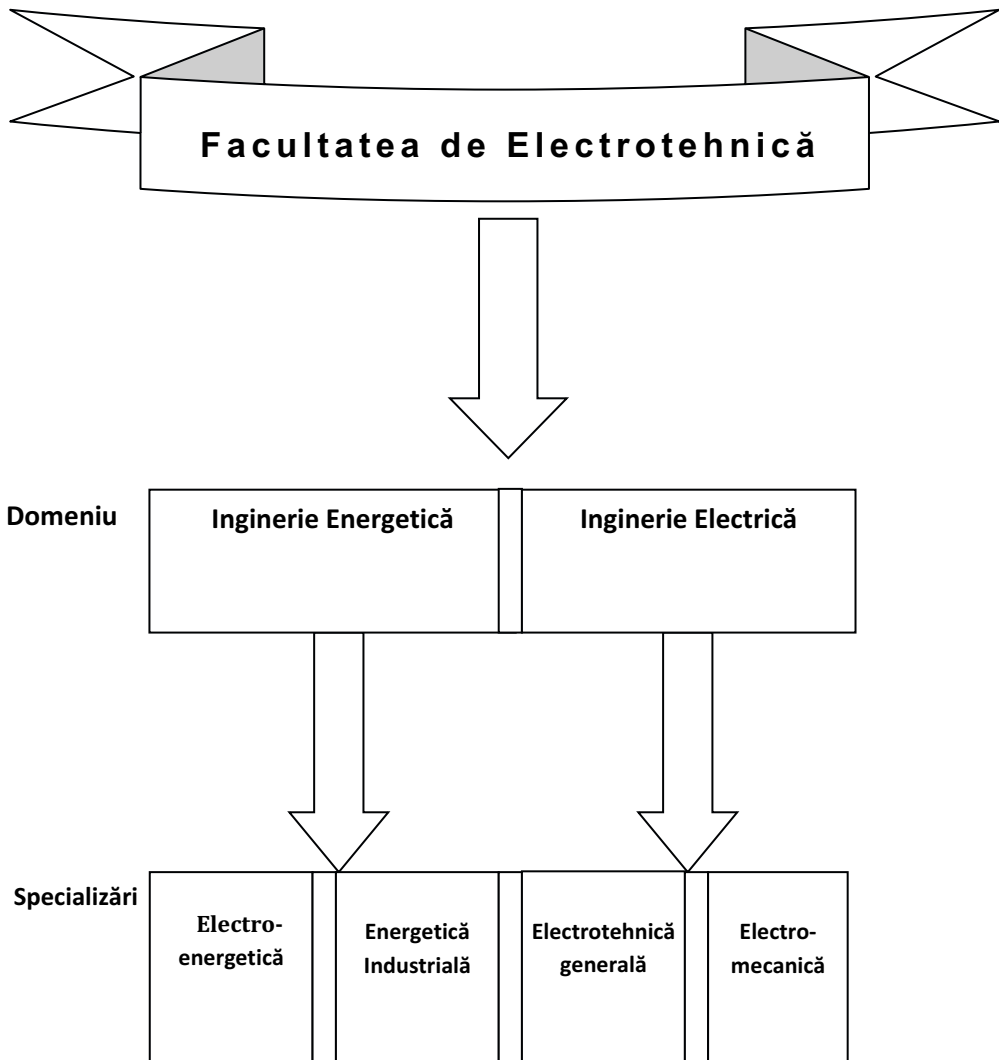 Facultatea de Electrotehnică
Domeniu
Inginerie Energetică
Inginerie Electrică
Specializări
Electro-
energetică
Energetică
Industrială
Electrotehnică
generală
Electro-
mecanică